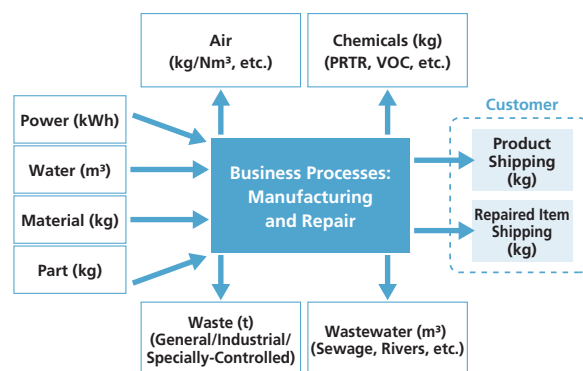 Air
(kg/Nm³, etc.)
Chemicals (kg)
(PRTR, VOC, etc.)
Customer
Power (kWh)
Water (m³)
Material (kg)
Part (kg)
Business Processes:
Manufacturing
and Repair
Product
Shipping
(kg)
Repaired Item
Shipping
(kg)
Waste (t)
(General/Industrial/
Specially-Controlled)
Wastewater (m³)
(Sewage, Rivers, etc.)